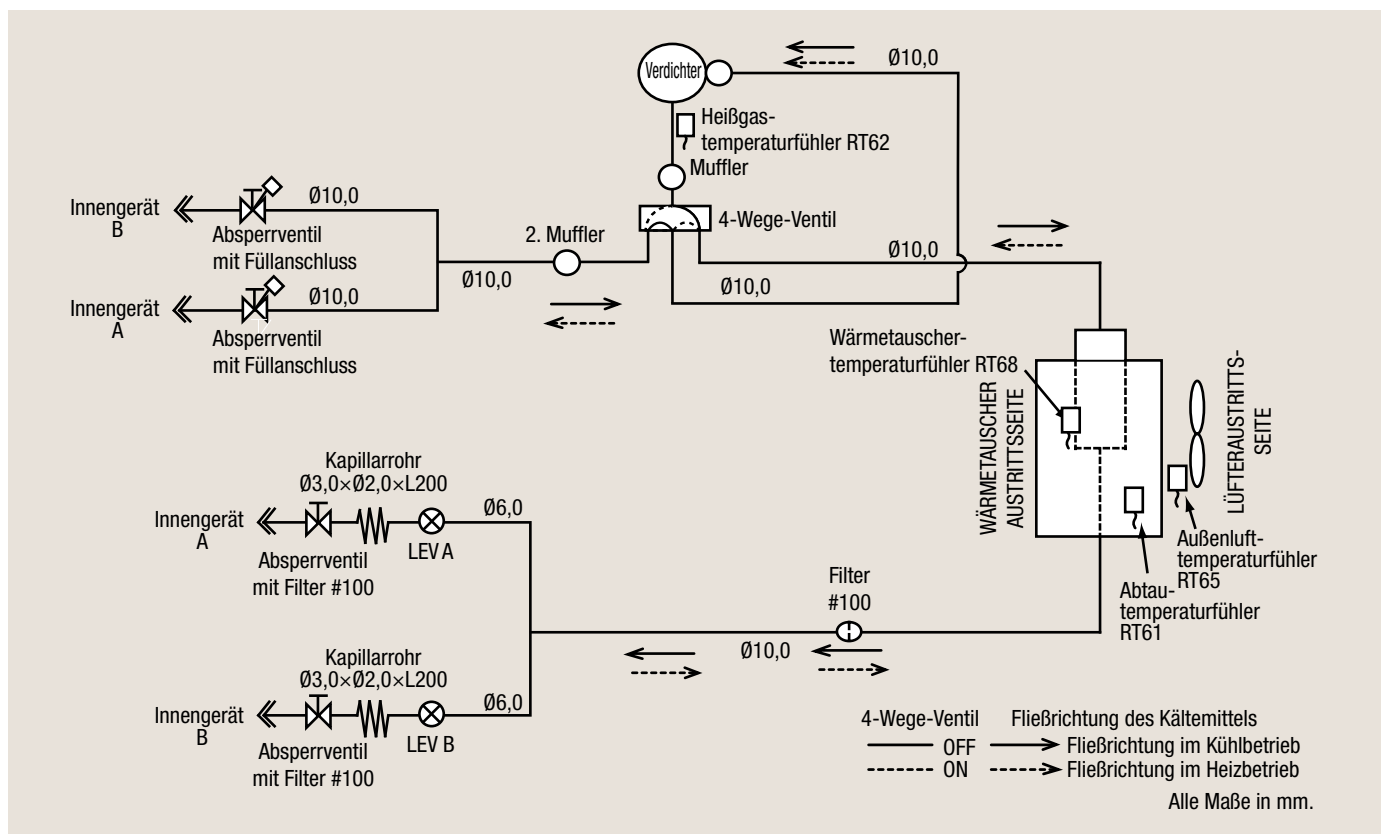 Verdichter
Ø10,0
Heißgas-
temperaturfühler RT62
Muffler
4-Wege-Ventil
Innengerät
B
Ø10,0
Absperrventil
mit Füllanschluss
2. Muffler
Ø10,0
Ø10,0
Ø10,0
Innengerät
A
Ø10,0
Absperrventil
mit Füllanschluss
Wärmetauscher-
temperaturfühler RT68
WÄRMETAUSCHER
AUSTRITTSSEITE
LÜFTERAUSTRITTS-
SEITE
Außenluft-
temperaturfühler
RT65
Abtau-
temperaturfühler
RT61
Kapillarrohr
Ø3,0×Ø2,0×L200
Ø6,0
Innengerät
A
LEV A
Absperrventil
mit Filter #100
Filter
#100
Ø10,0
Kapillarrohr
Ø3,0×Ø2,0×L200
Ø6,0
Innengerät
B
LEV B
Absperrventil
mit Filter #100
4-Wege-Ventil Fließrichtung des Kältemittels
OFF Fließrichtung im Kühlbetrieb
ON Fließrichtung im Heizbetrieb
Alle Maße in mm.